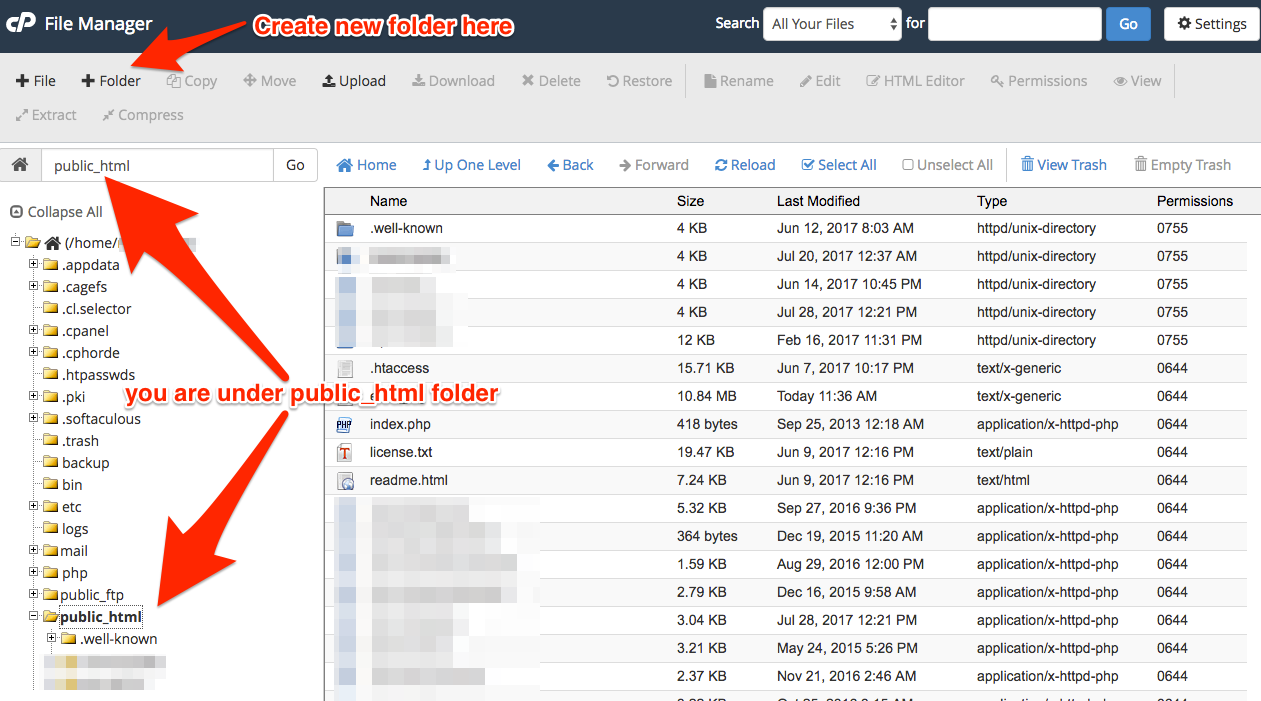 cP File Manager
Create new folder here
Search All Your Files for Go Settings
File Folder Copy Move Upload Download Delete Restore Rename Edit HTML Editor Permissions View
Extract Compress
public_html Go
Home Up One Level Back Forward Reload Select All Unselect All View Trash Empty Trash
Collapse All
(/home/
.appdata
.cagefs
.cl.selector
.cpanel
.cphorde
.htpasswds
.pki
.softaculous
.trash
backup
bin
etc
logs
mail
php
public_ftp
public_html
.well-known
you are under public_html folder
Name Size Last Modified Type Permissions
.well-known 4 KB Jun 12, 2017 8:03 AM httpd/unix-directory 0755
4 KB Jul 20, 2017 12:37 AM httpd/unix-directory 0755
4 KB Jun 14, 2017 10:45 PM httpd/unix-directory 0755
4 KB Jul 28, 2017 12:21 PM httpd/unix-directory 0755
12 KB Feb 16, 2017 11:31 PM httpd/unix-directory 0755
.htaccess 15.71 KB Jun 7, 2017 10:17 PM text/x-generic 0644
10.84 MB Today 11:36 AM text/x-generic 0644
PHP index.php 418 bytes Sep 25, 2013 12:18 AM application/x-httpd-php 0644
T license.txt 19.47 KB Jun 9, 2017 12:16 PM text/plain 0644
readme.html 7.24 KB Jun 9, 2017 12:16 PM text/html 0644
5.32 KB Sep 27, 2016 9:36 PM application/x-httpd-php 0644
364 bytes Dec 19, 2015 11:20 AM application/x-httpd-php 0644
1.59 KB Aug 29, 2016 12:00 PM application/x-httpd-php 0644
2.79 KB Dec 16, 2015 9:58 AM application/x-httpd-php 0644
3.04 KB Jul 28, 2017 12:21 PM application/x-httpd-php 0644
3.21 KB May 24, 2015 5:26 PM application/x-httpd-php 0644
2.37 KB Nov 21, 2016 2:46 AM application/x-httpd-php 0644